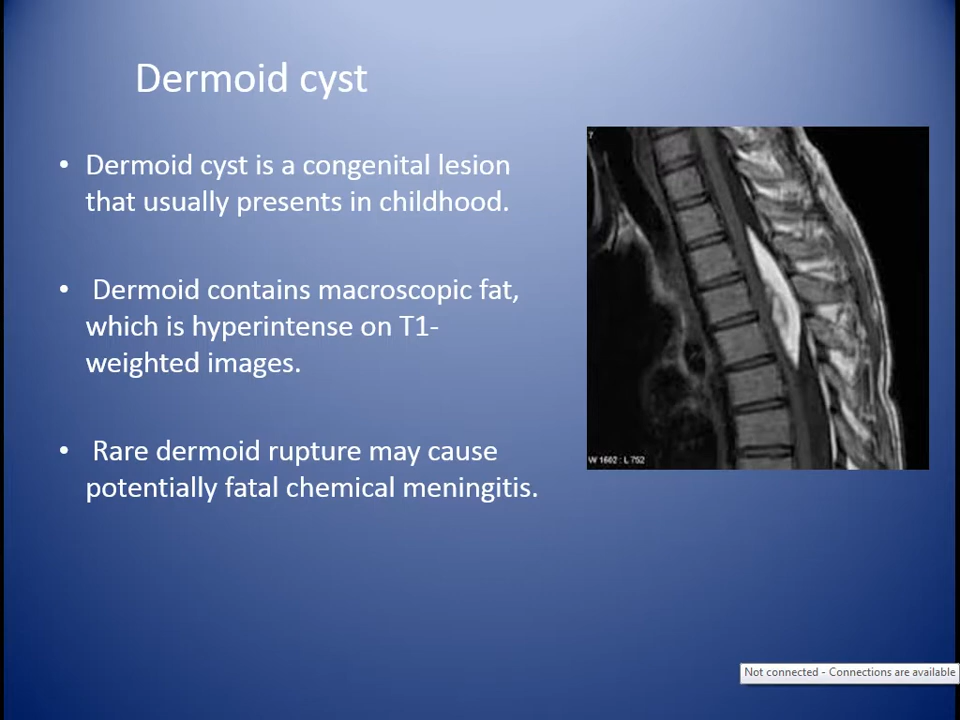 Dermoid cyst
• Dermoid cyst is a congenital lesion
that usually presents in childhood.
• Dermoid contains macroscopic fat,
which is hyperintense on T1-
weighted images.
• Rare dermoid rupture may cause
potentially fatal chemical meningitis.
7
W 1602 : L 752
Not connected - Connections are available